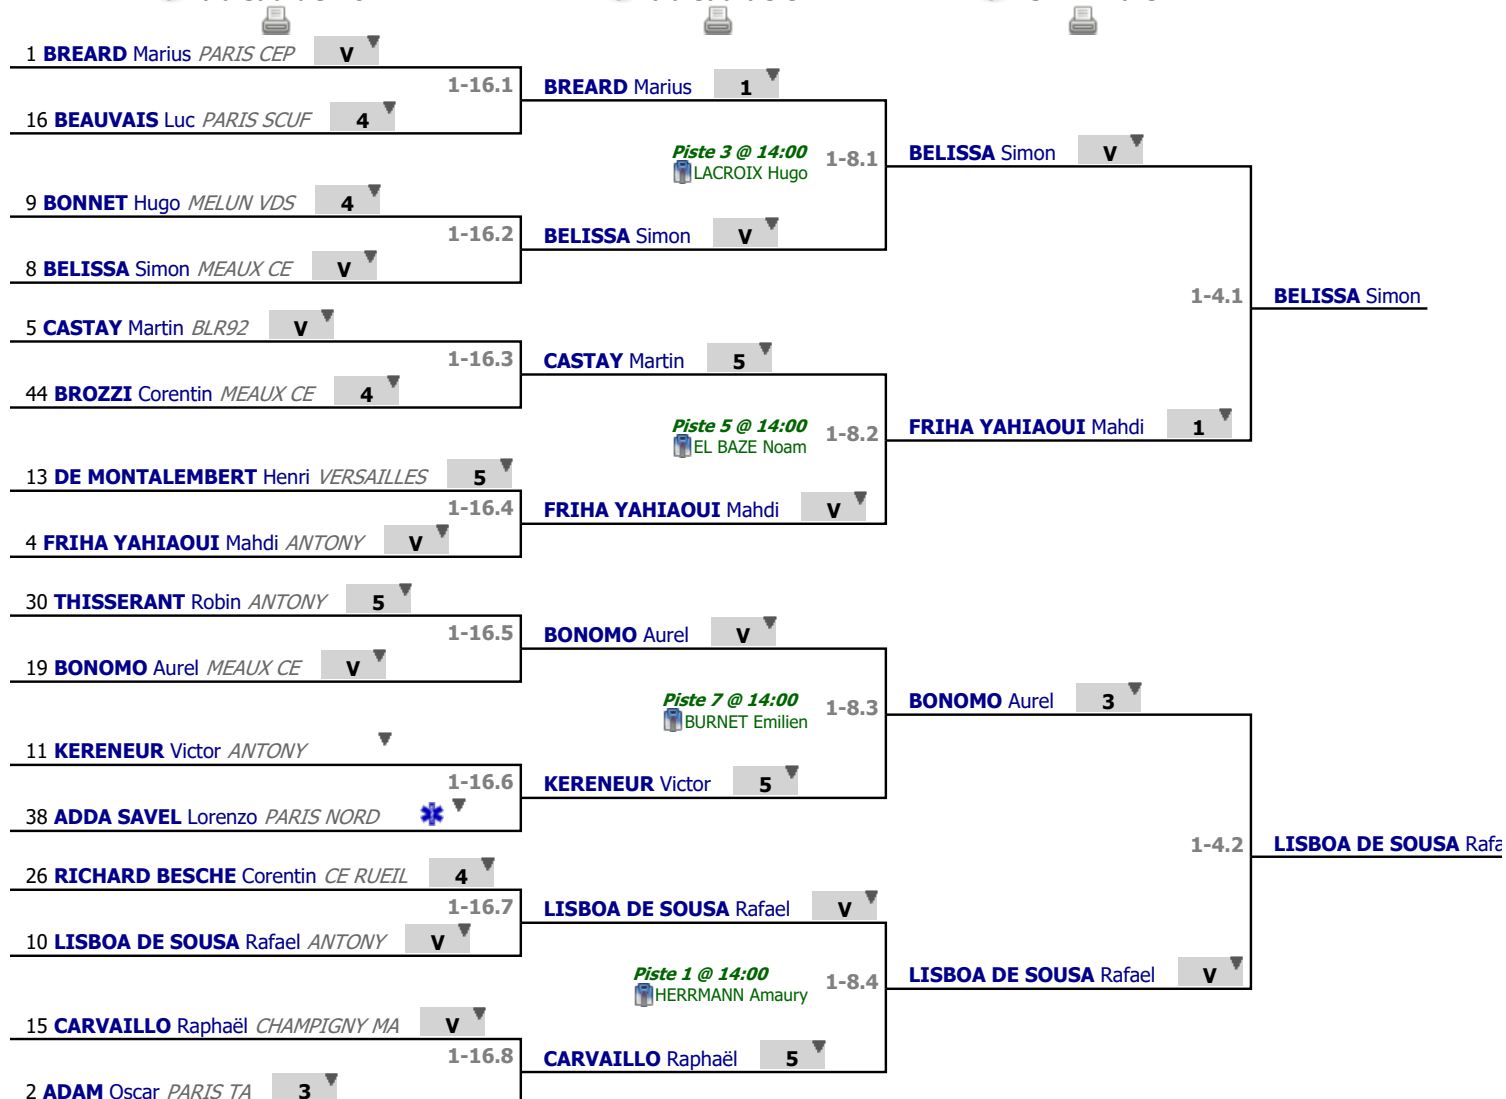 1 BREARD Marius PARIS CEP V
1-16.1
BREARD Marius 1
16 BEAUVAIS Luc PARIS SCUF 4
Piste 3 @ 14:00
LACROIX Hugo
1-8.1
BELISSA Simon V
9 BONNET Hugo MELUN VDS 4
1-16.2
BELISSA Simon V
8 BELISSA Simon MEAUX CE V
1-4.1
BELISSA Simon
5 CASTAY Martin BLR92 V
1-16.3
CASTAY Martin 5
44 BROZZI Corentin MEAUX CE 4
Piste 5 @ 14:00
EL BAZE Noam
1-8.2
FRIHA YAHIAOUI Mahdi 1
13 DE MONTALEMBERT Henri VERSAILLES 5
1-16.4
FRIHA YAHIAOUI Mahdi V
4 FRIHA YAHIAOUI Mahdi ANTONY V
30 THISSERANT Robin ANTONY 5
1-16.5
BONOMO Aurel V
19 BONOMO Aurel MEAUX CE V
Piste 7 @ 14:00
BURNET Emilien
1-8.3
BONOMO Aurel 3
11 KERENEUR Victor ANTONY
1-16.6
KERENEUR Victor 5
38 ADDA SAVEL Lorenzo PARIS NORD
1-4.2
LISBOA DE SOUSA Rafa
26 RICHARD BESCHE Corentin CE RUEIL 4
1-16.7
LISBOA DE SOUSA Rafael V
10 LISBOA DE SOUSA Rafael ANTONY V
Piste 1 @ 14:00
HERRMANN Amaury
1-8.4
LISBOA DE SOUSA Rafael V
15 CARVAILLO Raphaël CHAMPIGNY MA V
1-16.8
CARVAILLO Raphaël 5
2 ADAM Oscar PARIS TA 3